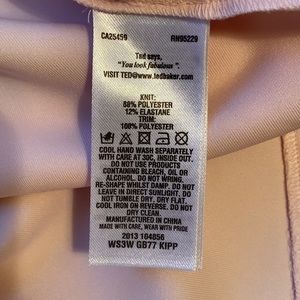 CA25459 RN95229
Ted says,
"You look fabulous".
VISIT TED@www.tedbaker.com
KNIT:
88% POLYESTER
12% ELASTANE
TRIM:
100% POLYESTER
COOL HAND WASH SEPARATELY
WITH CARE AT 30C, INSIDE OUT.
DO NOT USE PRODUCTS
CONTAINING BLEACH, OIL OR
ALCOHOL. DO NOT WRING.
RE-SHAPE WHILST DAMP. DO NOT
LEAVE IN DIRECT SUNLIGHT. DO
NOT TUMBLE DRY. DRY FLAT.
COOL IRON ON REVERSE. DO NOT
DRY CLEAN.
MANUFACTURED IN CHINA
MADE WITH CARE, WEAR WITH PRIDE
2013 104856
WS3W GB77 KIPP